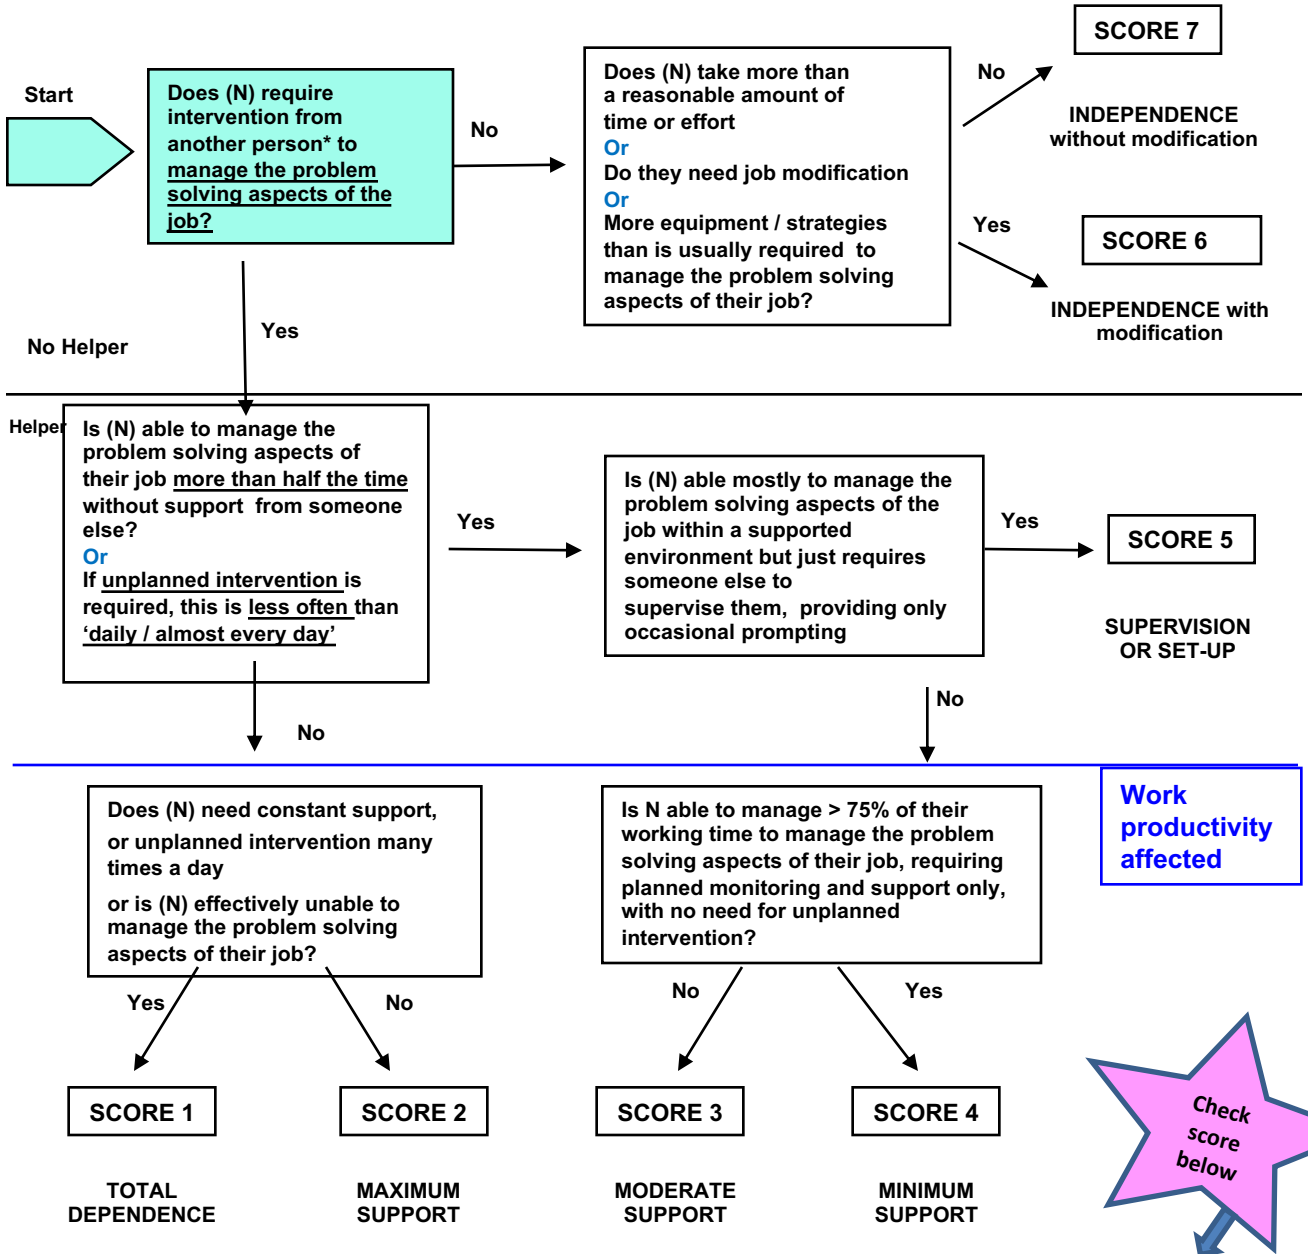 Start
Does (N) require
intervention from
another person* to
manage the problem
solving aspects of the
job?
No
Does (N) take more than
a reasonable amount of
time or effort
Or
Do they need job modification
Or
More equipment / strategies
than is usually required to
manage the problem solving
aspects of their job?
No
SCORE 7
INDEPENDENCE
without modification
Yes
SCORE 6
INDEPENDENCE with
modification
Yes
No Helper
Helper
Is (N) able to manage the
problem solving aspects of
their job more than half the time
without support from someone
else?
Or
If unplanned intervention is
required, this is less often than
‘daily / almost every day’
Yes
Is (N) able mostly to manage the
problem solving aspects of the
job within a supported
environment but just requires
someone else to
supervise them, providing only
occasional prompting
Yes
SCORE 5
SUPERVISION
OR SET-UP
No
No
Work
productivity
affected
Does (N) need constant support,
or unplanned intervention many
times a day
or is (N) effectively unable to
manage the problem solving
aspects of their job?
Is N able to manage > 75% of their
working time to manage the problem
solving aspects of their job, requiring
planned monitoring and support only,
with no need for unplanned
intervention?
Yes
No
No
Yes
SCORE 1
SCORE 2
SCORE 3
SCORE 4
TOTAL
DEPENDENCE
MAXIMUM
SUPPORT
MODERATE
SUPPORT
MINIMUM
SUPPORT
Check
score
below